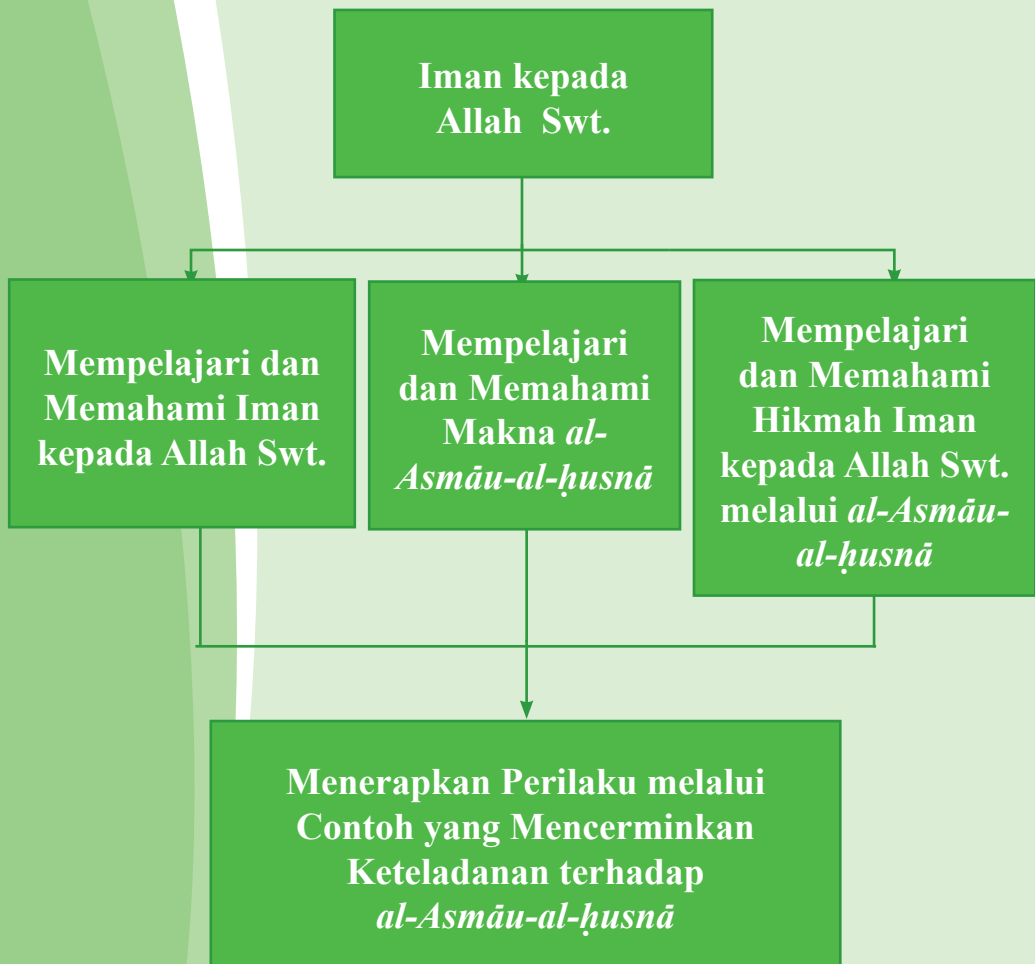 Iman kepada
Allah Swt.
Mempelajari dan
Memahami Iman
kepada Allah Swt.
Mempelajari
dan Memahami
Makna al-
Asmāu-al-ḥusnā
Mempelajari
dan Memahami
Hikmah Iman
kepada Allah Swt.
melalui al-Asmāu-
al-ḥusnā
Menerapkan Perilaku melalui
Contoh yang Mencerminkan
Keteladanan terhadap
al-Asmāu-al-ḥusnā